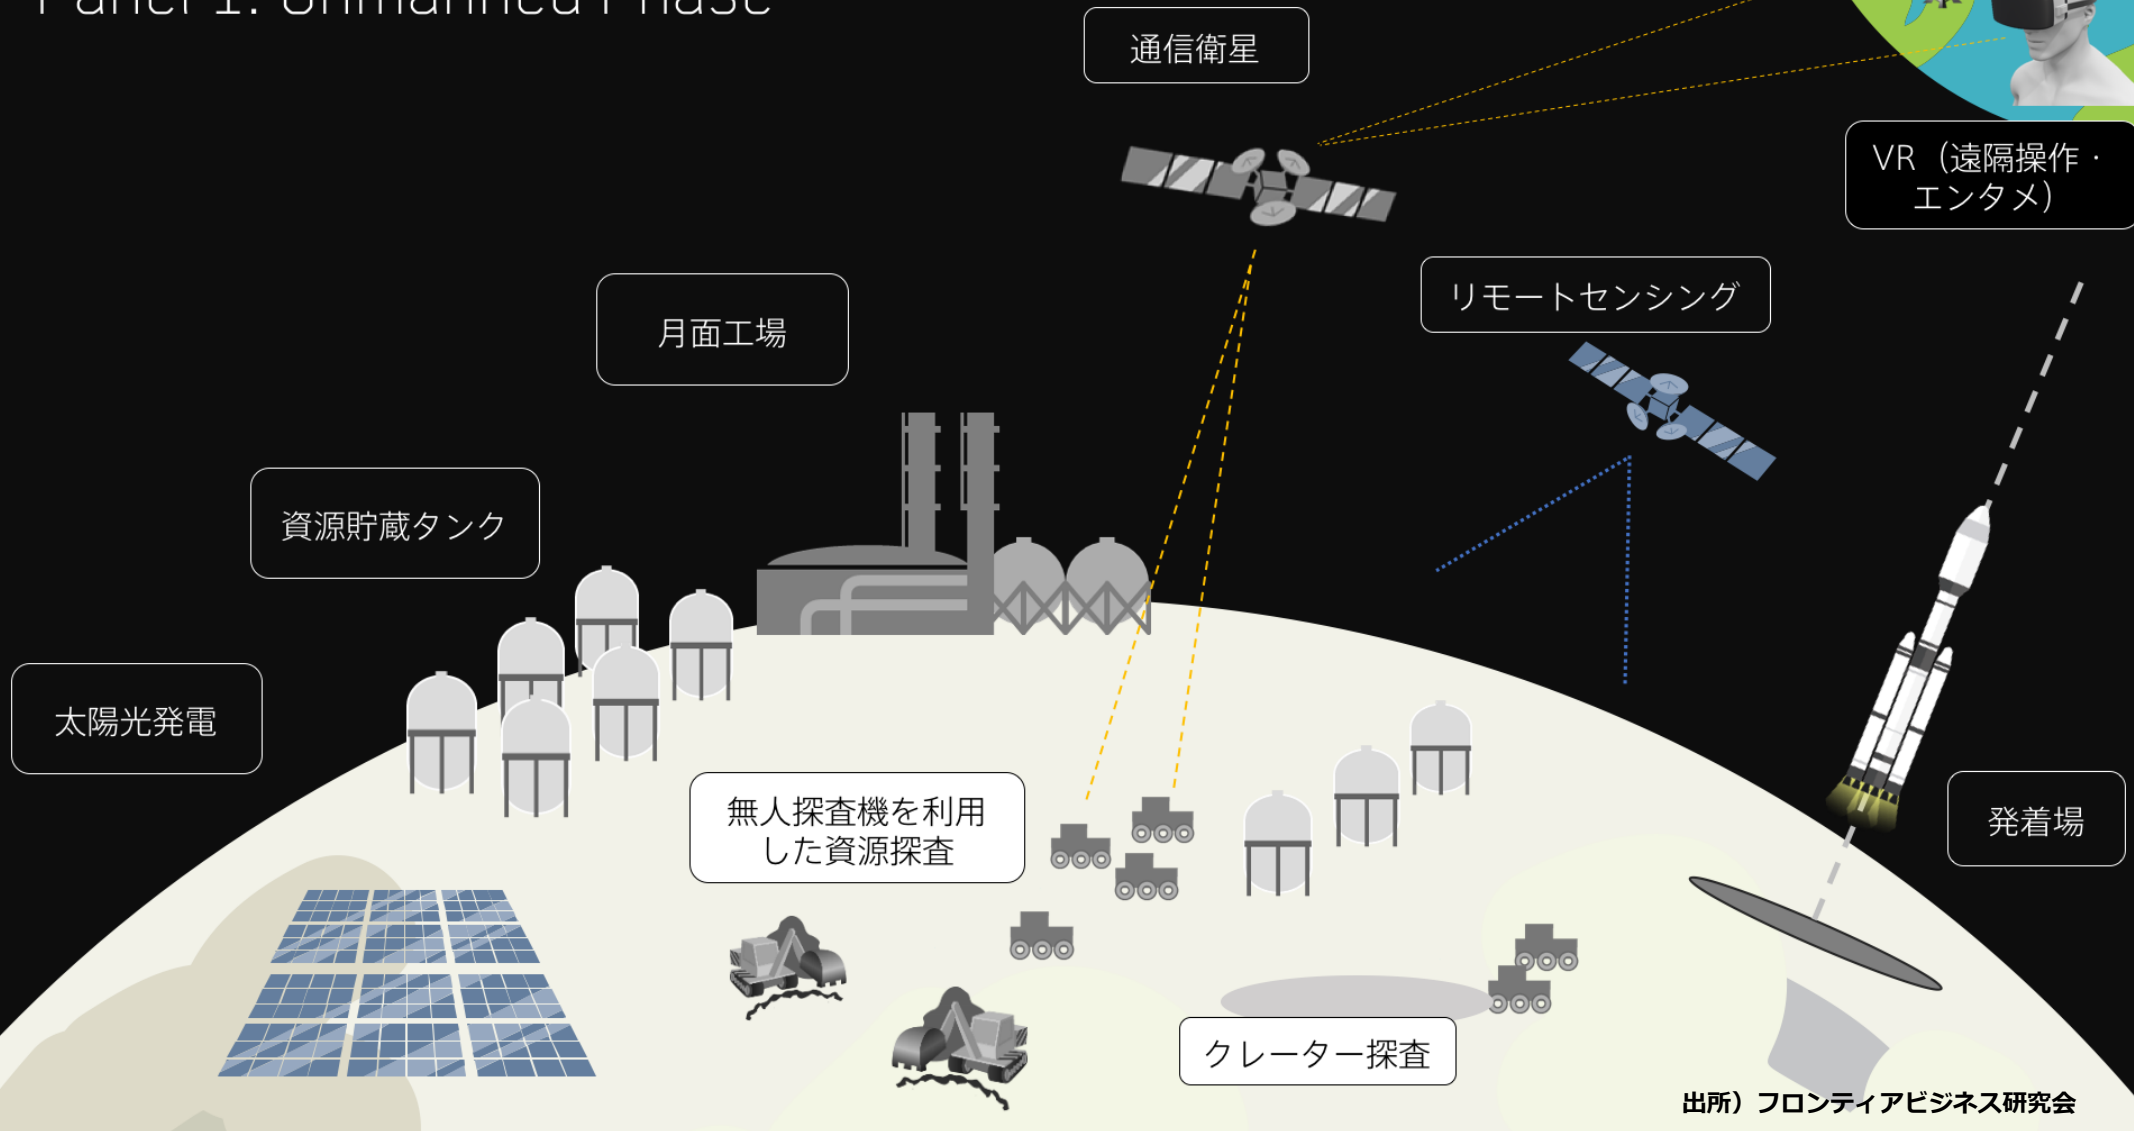 Panel 1: Unmanned Phase
通信衛星
VR（遠隔操作・
エンタメ）
リモートセンシング
月面工場
資源貯蔵タンク
太陽光発電
無人探査機を利用
した資源探査
発着場
クレーター探査
出所）フロンティアビジネス研究会